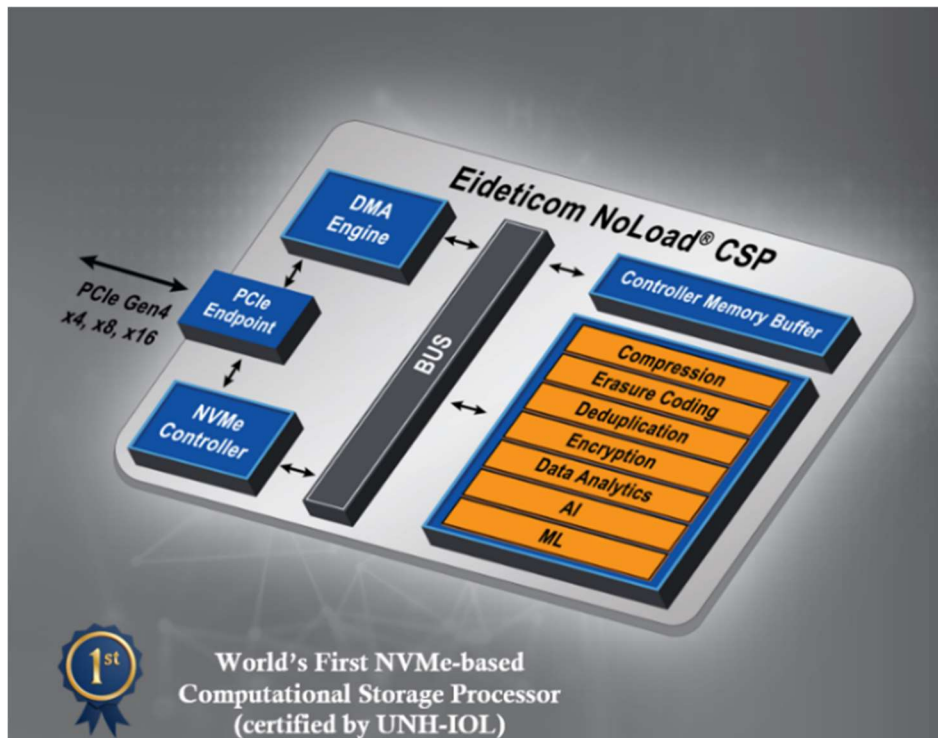 Eideticom NoLoad® CSP
DMA
Engine
PCIe Gen4
x4, x8, x16
PCIe
Endpoint
NVMe
Controller
BUS
Controller Memory Buffer
Compression
Erasure Coding
Deduplication
Encryption
Data Analytics
AI
ML
1st
World's First NVMe-based
Computational Storage Processor
(certified by UNH-IOL)